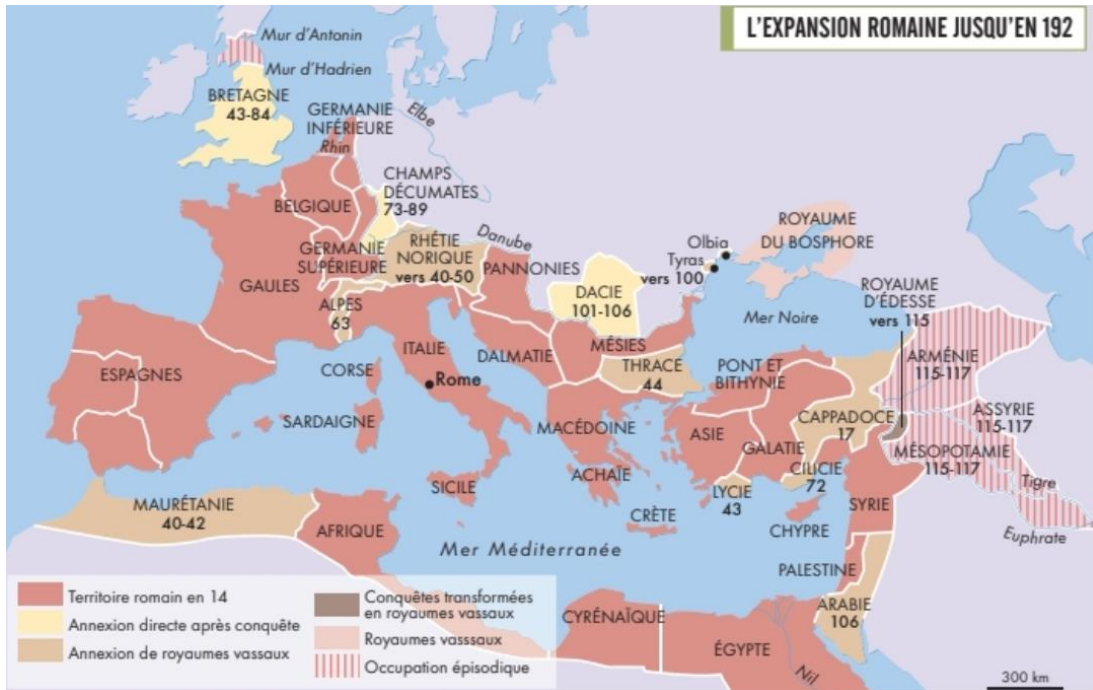 L'EXPANSION ROMAINE JUSQU'EN 192
Mur d'Antonin
Mur d'Hadrien
BRETAGNE
43-84
GERMANIE
INFÉRIEURE
Rhin
Elbe
CHAMPS
DÉCUMATES
73-89
BELGIQUE
GERMANIE
SUPÉRIEURE
RHÉTIE
NORIQUE
vers 40-50
Danube
PANNONIES
GAULES
ALPES
63
DACIE
101-106
Olbia
Tyras
vers 100
ROYAUME
DU BOSPHORE
ROYAUME
D'ÉDESSE
vers 115
Mer Noire
ITALIE
Rome
CORSE
SARDAIGNE
DALMATIE
MÉSIES
THRACE
44
PONT ET
BITHYNIE
ARMÉNIE
115-117
ESPAGNES
MACÉDOINE
ASIE
GALATIE
CAPPADOCE
17
ASSYRIE
115-117
MÉSOPOTAMIE
115-117
ACHAÏE
SICILE
LYCIE
43
CILICIE
72
Tigre
Euphrate
MAURÉTANIE
40-42
AFRIQUE
CRÈTE
CHYPRE
SYRIE
Mer Méditerranée
PALESTINE
ARABIE
106
CYRÉNAÏQUE
ÉGYPTE
Nil
Territoire romain en 14
Annexion directe après conquête
Annexion de royaumes vassaux
Conquêtes transformées
en royaumes vassaux
Royaumes vasssaux
Occupation épisodique
300 km